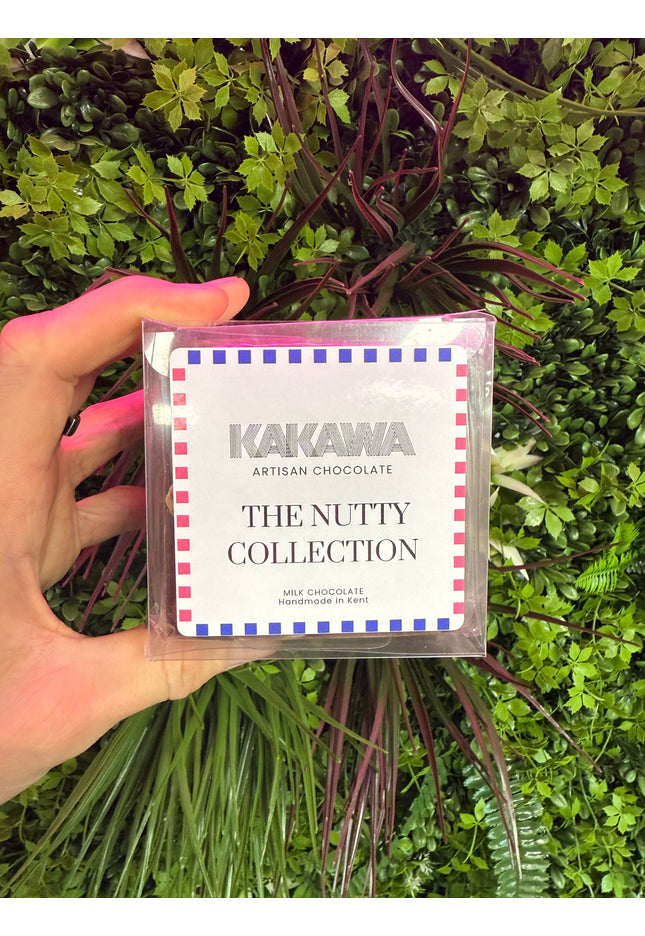 KAKAWA
ARTISAN CHOCOLATE
THE NUTTY
COLLECTION
MILK CHOCOLATE
Handmade in Kent